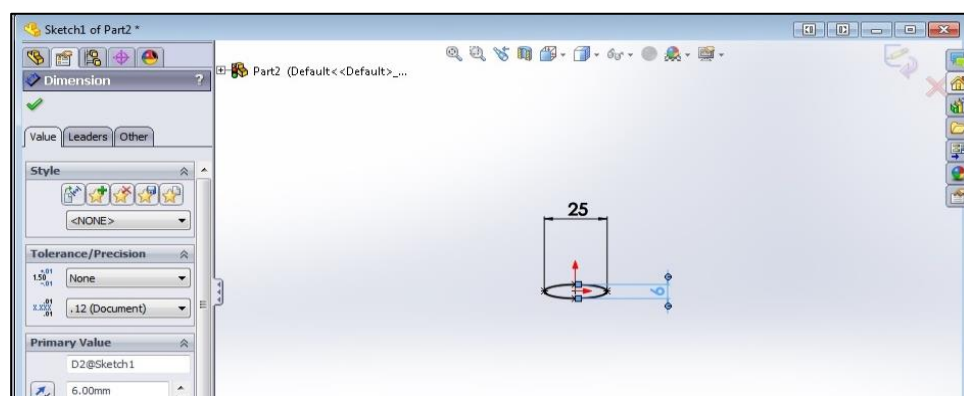 Sketch1 of Part2 *
Part2 (Default<<Default>_...
Dimension ?
Value Leaders Other
Style
<NONE>
Tolerance/Precision
None
.12 (Document)
Primary Value
D2@Sketch1
6.00mm
25
6